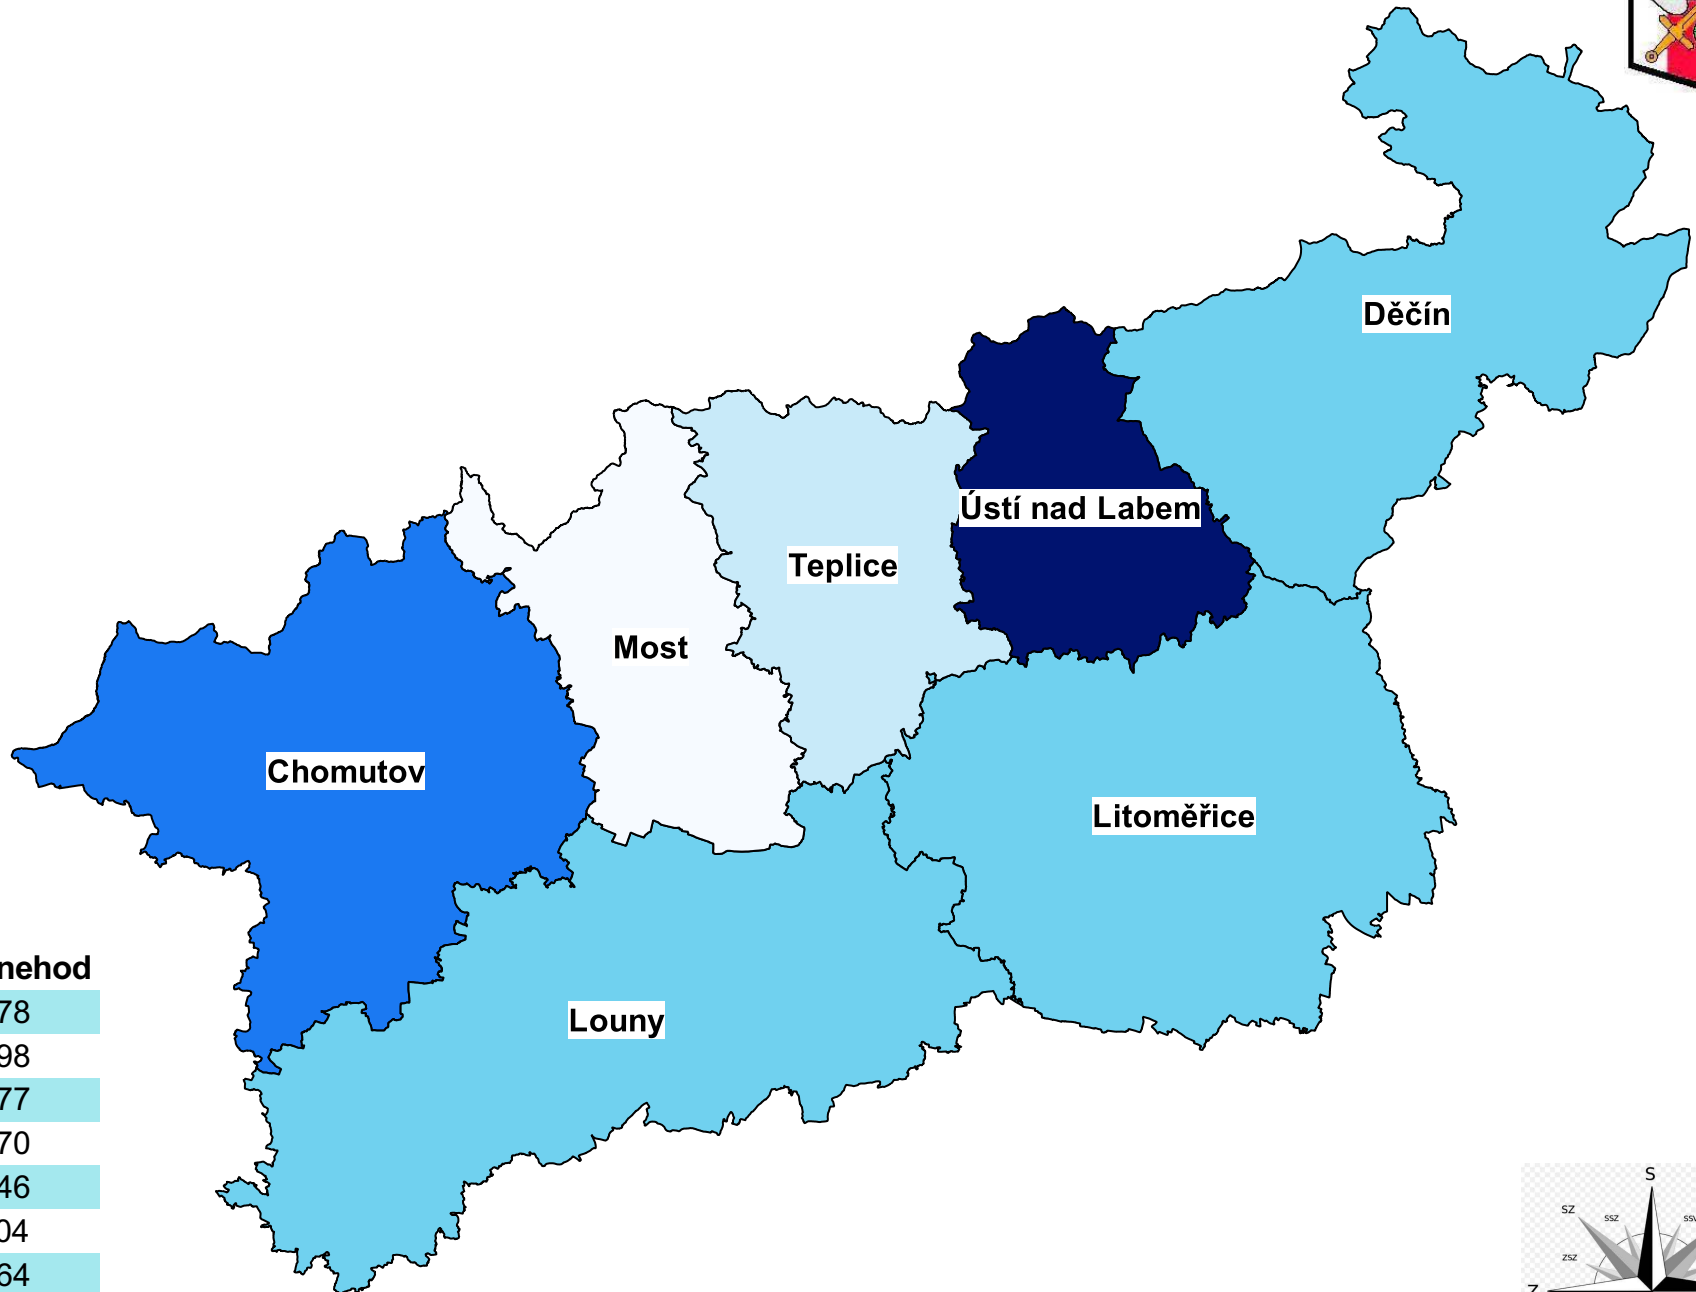 Děčín
Ústí nad Labem
Teplice
Most
Chomutov
Litoměřice
Louny
nehod
78
98
77
70
46
04
64
S
SZ
ssz
ssv
zsz
Z